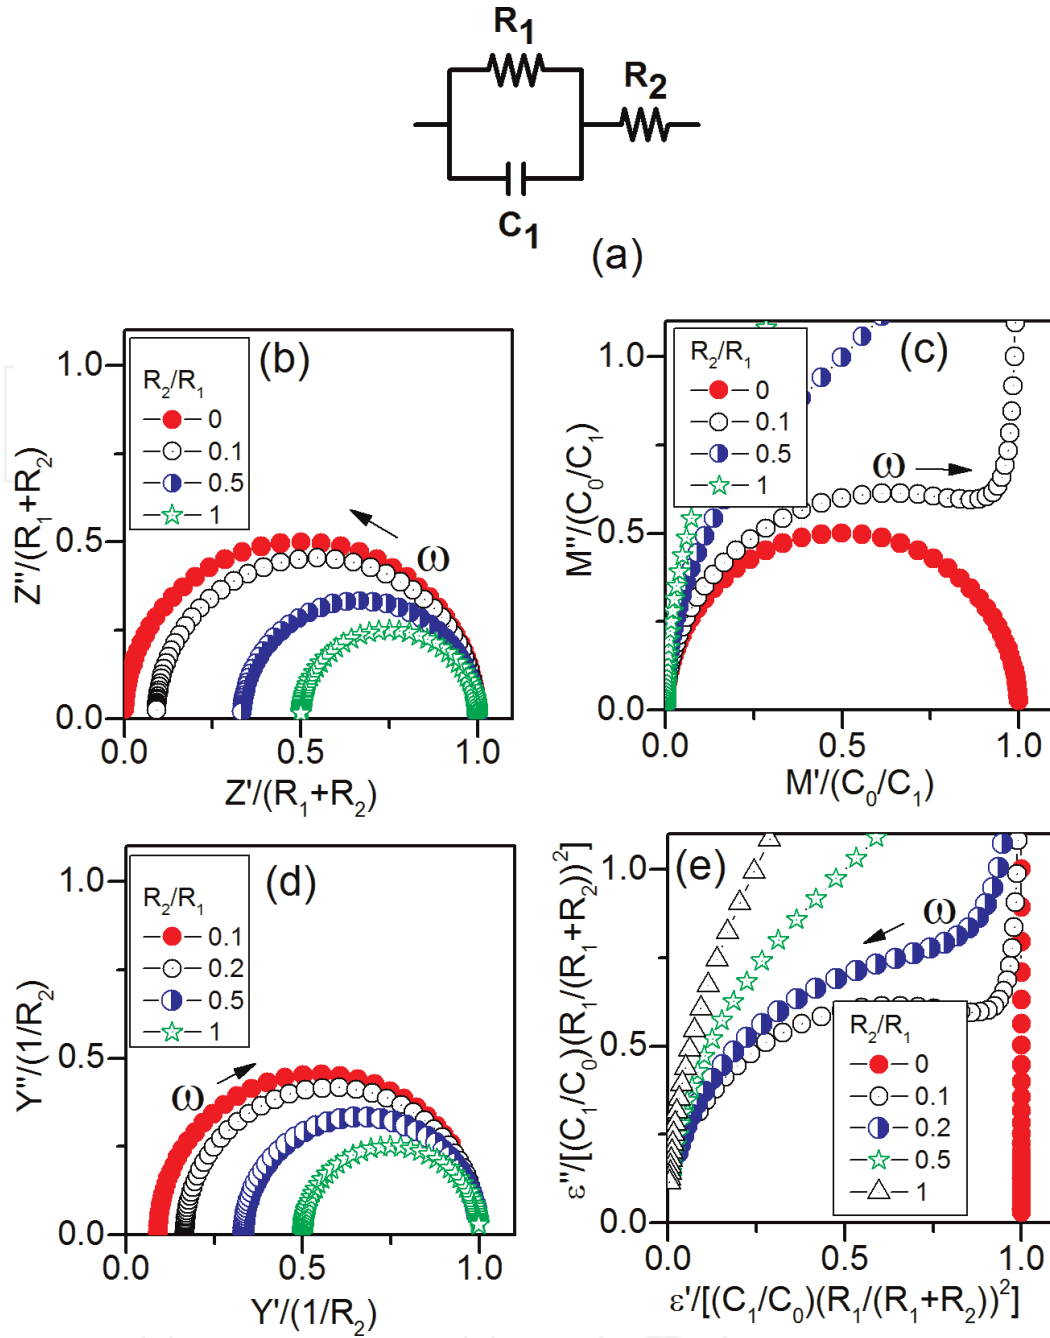 R₁
R₂
C₁
(a)
(b)
R₂/R₁
0
0.1
0.5
1
ω
1.0
0.5
0.0
0.0 0.5 1.0
Z''/(R₁+R₂)
Z'/(R₁+R₂)
(c)
R₂/R₁
0
0.1
0.5
1
ω
1.0
0.5
0.0
0.0 0.5 1.0
M''/(C₀/C₁)
M'/(C₀/C₁)
(d)
R₂/R₁
0.1
0.2
0.5
1
ω
1.0
0.5
0.0
0.0 0.5 1.0
Y''/(1/R₂)
Y'/(1/R₂)
(e)
ω
R₂/R₁
0
0.1
0.2
0.5
1
1.0
0.5
0.0
0.0 0.5 1.0
ε''/[(C₁/C₀)(R₁/(R₁+R₂))²]
ε'/[(C₁/C₀)(R₁/(R₁+R₂))²]